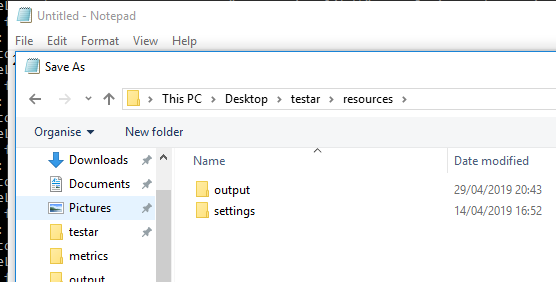 Untitled - Notepad
File Edit Format View Help
Save As
This PC > Desktop > testar > resources >
Organise New folder
Name Date modified
Downloads
Documents
Pictures
testar
metrics
output
output 29/04/2019 20:43
settings 14/04/2019 16:52